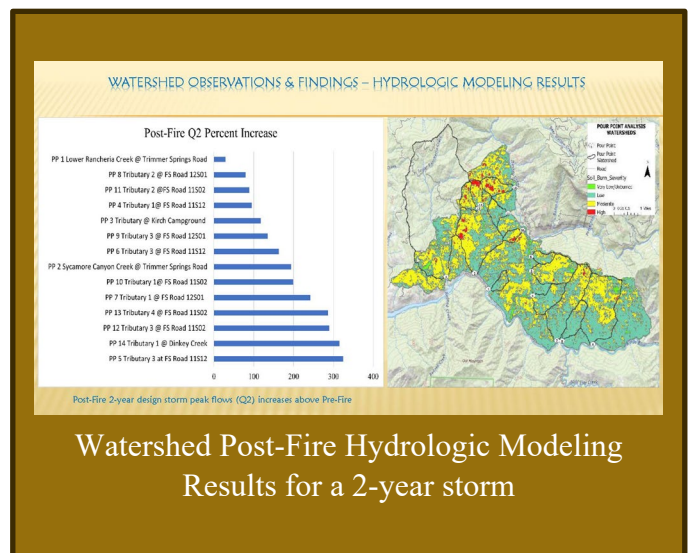 WATERSHED OBSERVATIONS & FINDINGS – HYDROLOGIC MODELING RESULTS
Post-Fire Q2 Percent Increase
PP 1 Lower Rancheria Creek @ Trimmer Springs Road
PP 8 Tributary 2 @ FS Road 12S01
PP 11 Tributary 2 @FS Road 11S02
PP 4 Tributary 1@ FS Road 11S12
PP 3 Tributary @ Kirch Campground
PP 9 Tributary 3 @ FS Road 12S01
PP 6 Tributary 3 @ FS Road 11S12
PP 2 Sycamore Canyon Creek @ Trimmer Springs Road
PP 10 Tributary 1@ FS Road 11S02
PP 7 Tributary 1 @ FS Road 12S01
PP 13 Tributary 4 @ FS Road 11S02
PP 12 Tributary 3 @ FS Road 11S02
PP 14 Tributary 1 @ Dinkey Creek
PP 5 Tributary 3 at FS Road 11S12
0 100 200 300 400
POUR POINT ANALYSIS
WATERSHEDS
Pour Point
Pour Point
Watershed
Road
Soil_Burn_Severity
Very Low/Unburned
Low
Moderate
High
Post-Fire 2-year design storm peak flows (Q2) increases above Pre-Fire
Watershed Post-Fire Hydrologic Modeling
Results for a 2-year storm